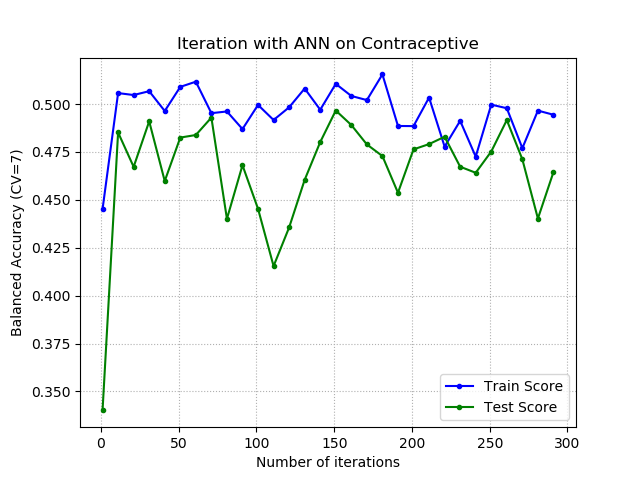 Iteration with ANN on Contraceptive
Balanced Accuracy (CV=7)
0.500
0.475
0.450
0.425
0.400
0.375
0.350
0 50 100 150 200 250 300
Number of iterations
Train Score
Test Score